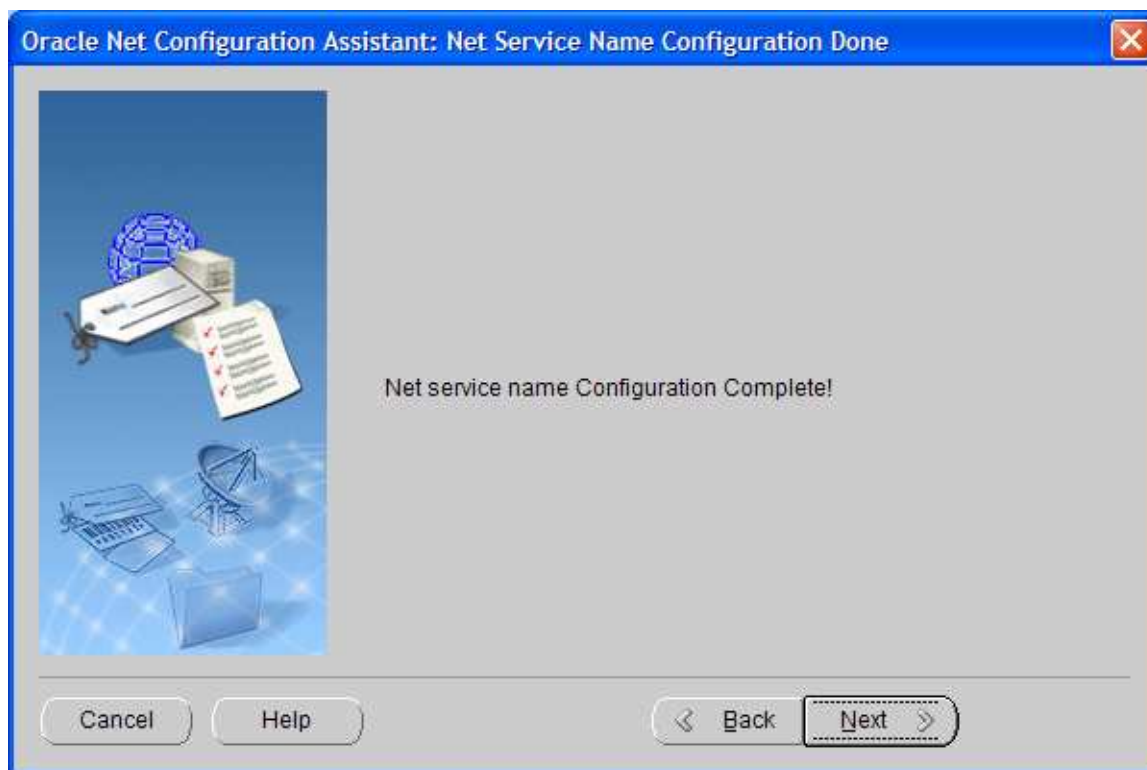 Oracle Net Configuration Assistant: Net Service Name Configuration Done
Net service name Configuration Complete!
Cancel
Help
Back
Next